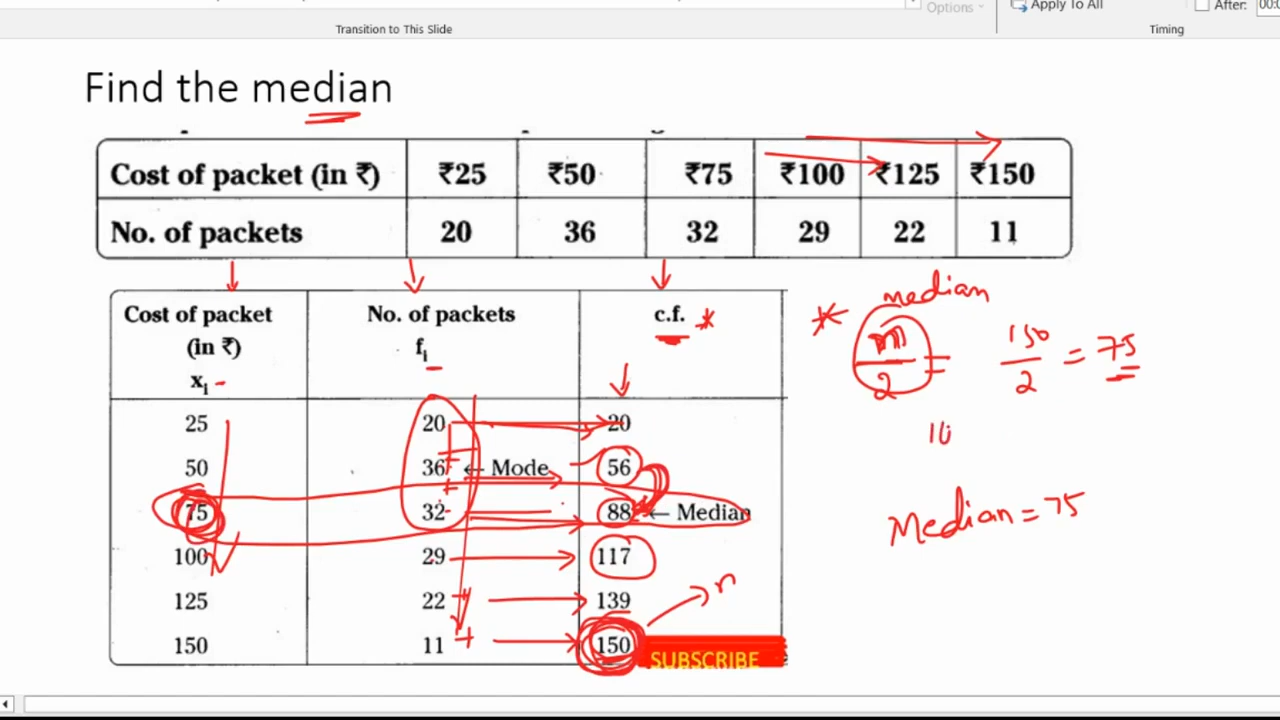 Options
Apply To All
After:
Transition to This Slide
Timing
Find the median
Cost of packet (in ₹) ₹25 ₹50 ₹75 ₹100 ₹125 ₹150
No. of packets 20 36 32 29 22 11
Cost of packet No. of packets c.f. *
(in ₹) fi
xi
25 20 20
50 36 ← Mode 56
75 32 88 ← Median
100 29 117
125 22 139
150 11 150
n
SUBSCRIBE
* median
n/2 = 150/2 = 75
10
Median = 75